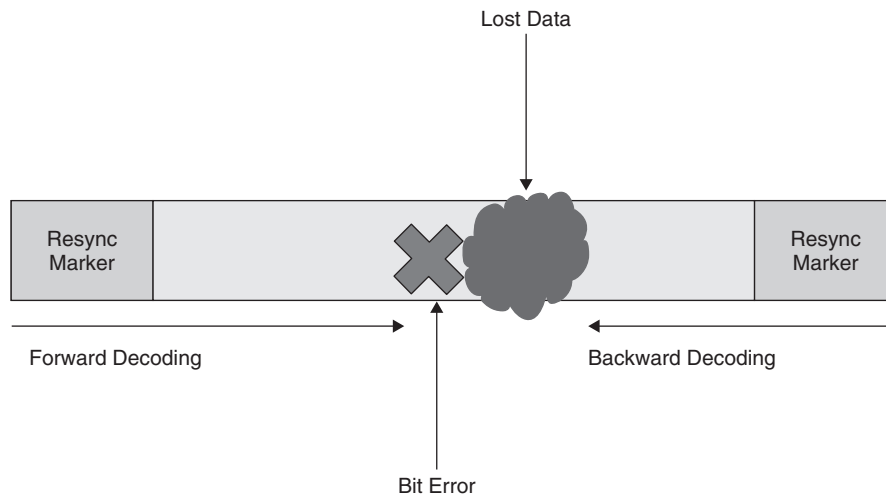 Lost Data
Resync
Marker
Resync
Marker
Forward Decoding
Backward Decoding
Bit Error